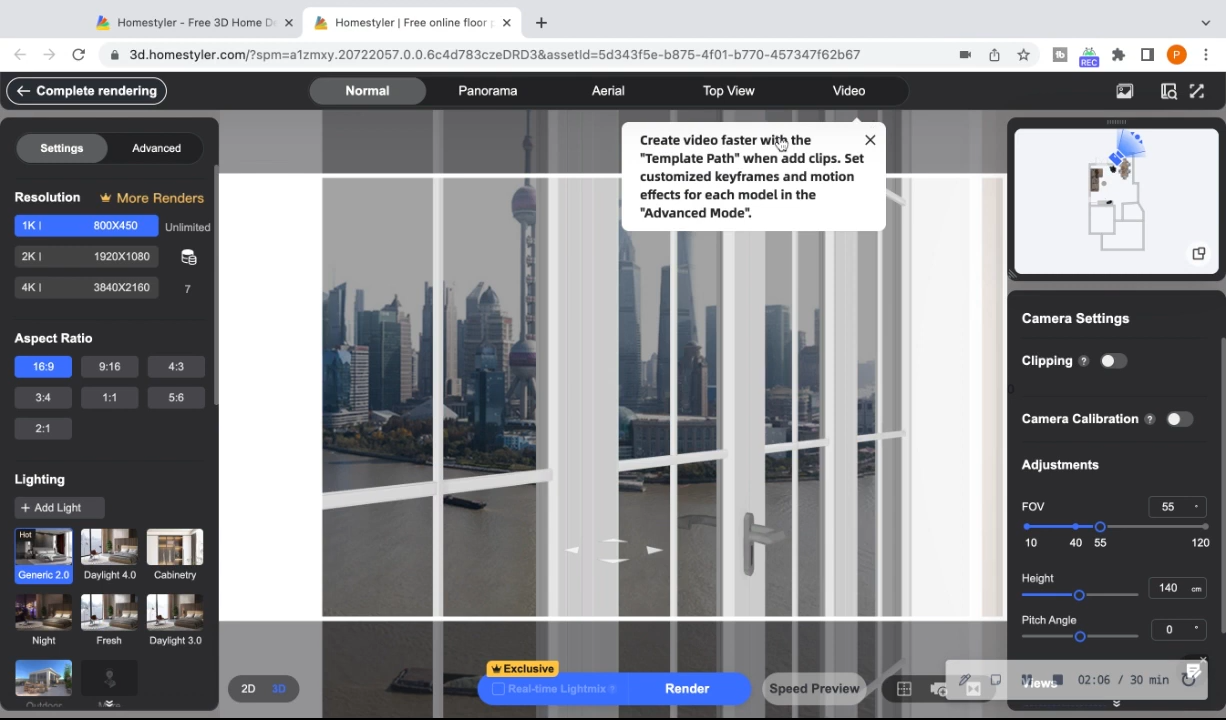 Homestyler - Free 3D Home De
Homestyler | Free online floor p
3d.homestyler.com/?spm=a1zmxy.20722057.0.0.6c4d783czeDRD3&assetId=5d343f5e-b875-4f01-b770-457347f62b67
REC
P
Complete rendering
Normal
Panorama
Aerial
Top View
Video
Settings
Advanced
Resolution
More Renders
1K | 800X450 Unlimited
2K | 1920X1080
4K | 3840X2160 7
Aspect Ratio
16:9 9:16 4:3
3:4 1:1 5:6
2:1
Lighting
+ Add Light
Hot
Generic 2.0 Daylight 4.0 Cabinetry
Night Fresh Daylight 3.0
Outdoor More
Create video faster with the
"Template Path" when add clips. Set
customized keyframes and motion
effects for each model in the
"Advanced Mode".
2D 3D
Exclusive
Real-time Lightmix ?
Render
Speed Preview
Camera Settings
Clipping ?
0
Camera Calibration ?
Adjustments
FOV 55 °
10 40 55 120
Height 140 cm
Pitch Angle 0 °
Views
02:06 / 30 min